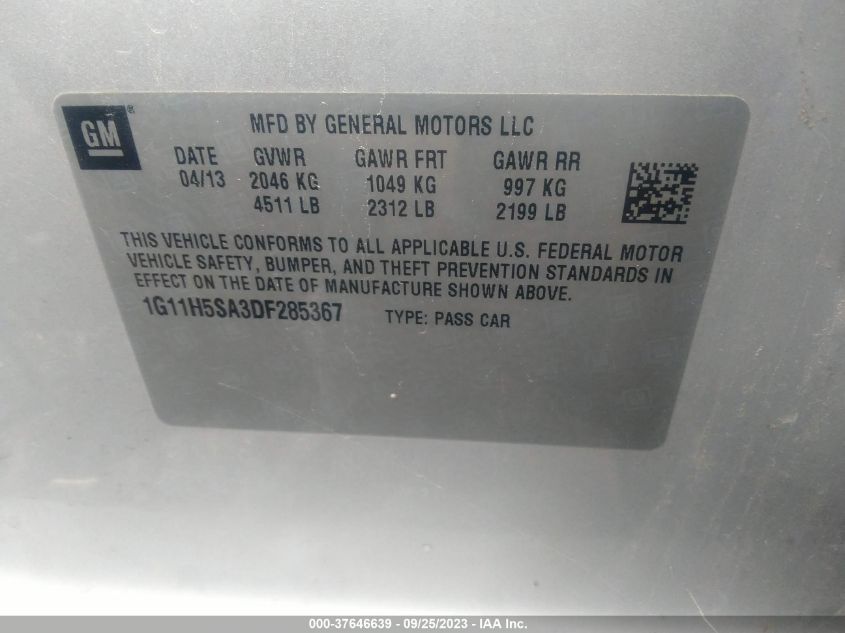 GM®
MFD BY GENERAL MOTORS LLC
DATE GVWR GAWR FRT GAWR RR
04/13 2046 KG 1049 KG 997 KG
4511 LB 2312 LB 2199 LB
THIS VEHICLE CONFORMS TO ALL APPLICABLE U.S. FEDERAL MOTOR
VEHICLE SAFETY, BUMPER, AND THEFT PREVENTION STANDARDS IN
EFFECT ON THE DATE OF MANUFACTURE SHOWN ABOVE.
1G11H5SA3DF285367 TYPE: PASS CAR
000-37646639 - 09/25/2023 - IAA Inc.